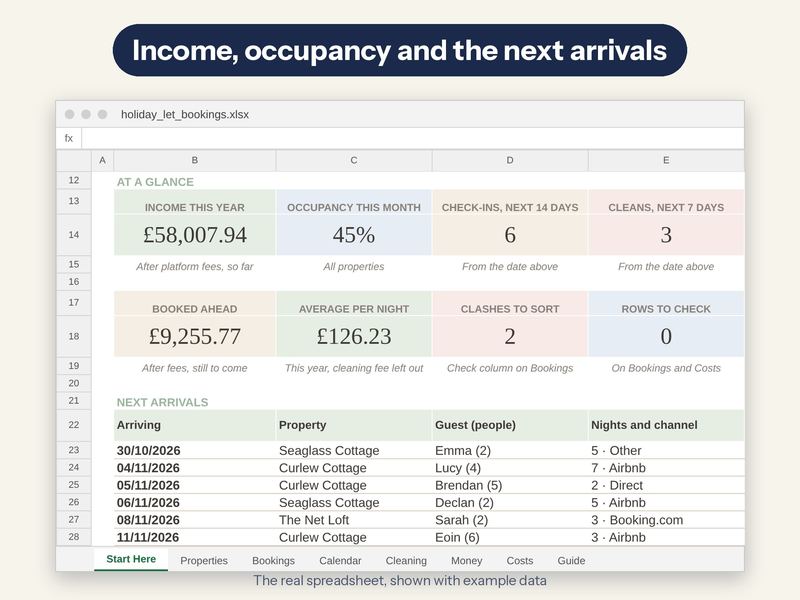 Income, occupancy and the next arrivals
holiday_let_bookings.xlsx
fx
A B C D E
12 AT A GLANCE
13 INCOME THIS YEAR OCCUPANCY THIS MONTH CHECK-INS, NEXT 14 DAYS CLEANS, NEXT 7 DAYS
14 £58,007.94 45% 6 3
15 After platform fees, so far All properties From the date above From the date above
16
17 BOOKED AHEAD AVERAGE PER NIGHT CLASHES TO SORT ROWS TO CHECK
18 £9,255.77 £126.23 2 0
19 After fees, still to come This year, cleaning fee left out Check column on Bookings On Bookings and Costs
20
21 NEXT ARRIVALS
22 Arriving Property Guest (people) Nights and channel
23 30/10/2026 Seaglass Cottage Emma (2) 5 · Other
24 04/11/2026 Curlew Cottage Lucy (4) 7 · Airbnb
25 05/11/2026 Curlew Cottage Brendan (5) 2 · Direct
26 06/11/2026 Seaglass Cottage Declan (2) 5 · Airbnb
27 08/11/2026 The Net Loft Sarah (2) 3 · Booking.com
28 11/11/2026 Curlew Cottage Eoin (6) 3 · Airbnb
Start Here Properties Bookings Calendar Cleaning Money Costs Guide
The real spreadsheet, shown with example data